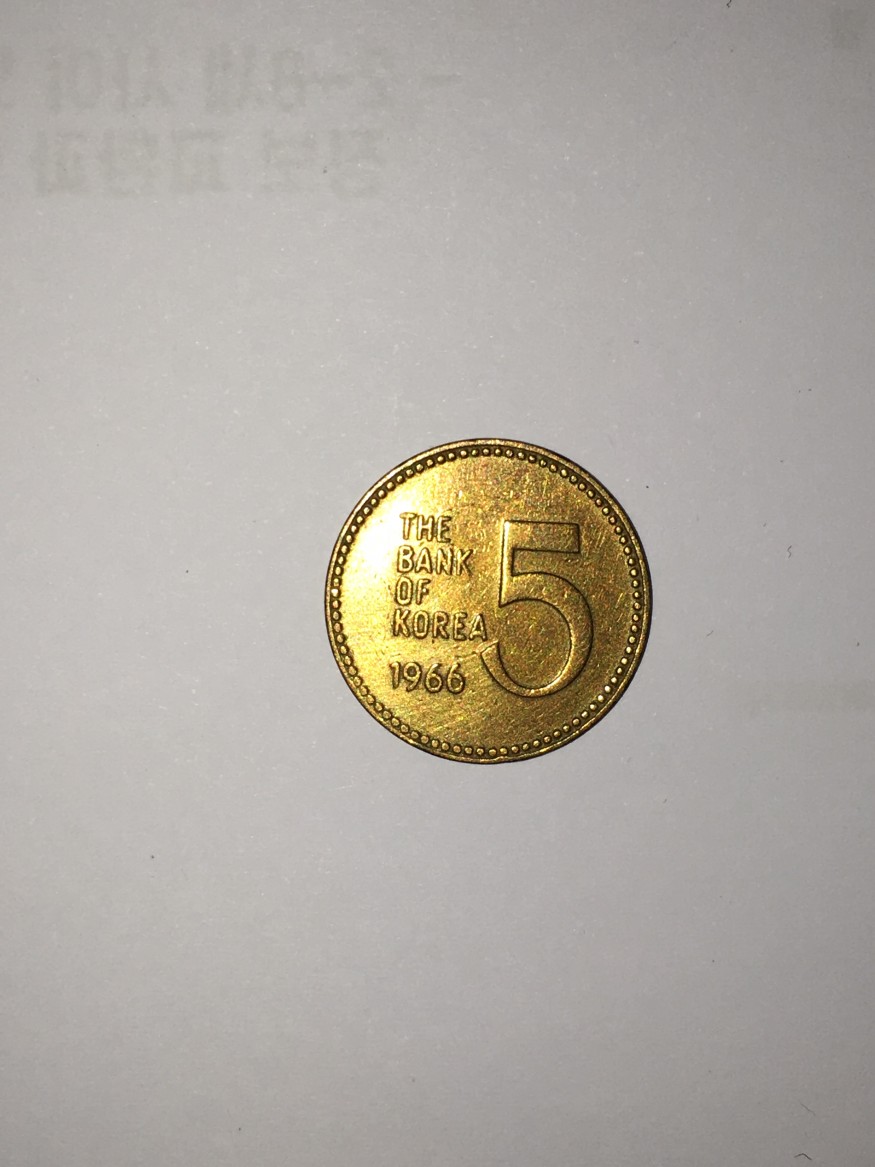 THE
BANK
OF
KOREA
1966
5